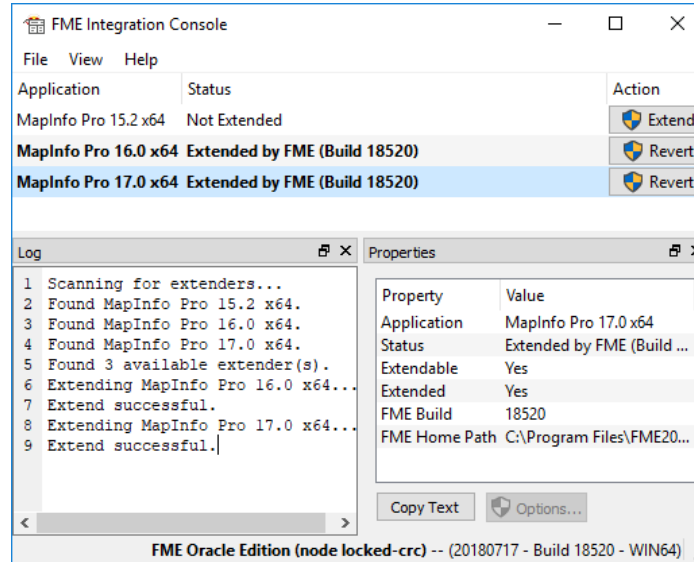 FME Integration Console
File View Help
Application Status Action
MapInfo Pro 15.2 x64 Not Extended Extend
MapInfo Pro 16.0 x64 Extended by FME (Build 18520) Revert
MapInfo Pro 17.0 x64 Extended by FME (Build 18520) Revert
Log
1 Scanning for extenders...
2 Found MapInfo Pro 15.2 x64.
3 Found MapInfo Pro 16.0 x64.
4 Found MapInfo Pro 17.0 x64.
5 Found 3 available extender(s).
6 Extending MapInfo Pro 16.0 x64...
7 Extend successful.
8 Extending MapInfo Pro 17.0 x64...
9 Extend successful.
Properties
Property Value
Application MapInfo Pro 17.0 x64
Status Extended by FME (Build ...
Extendable Yes
Extended Yes
FME Build 18520
FME Home Path C:\Program Files\FME20...
Copy Text Options...
FME Oracle Edition (node locked-crc) -- (20180717 - Build 18520 - WIN64)